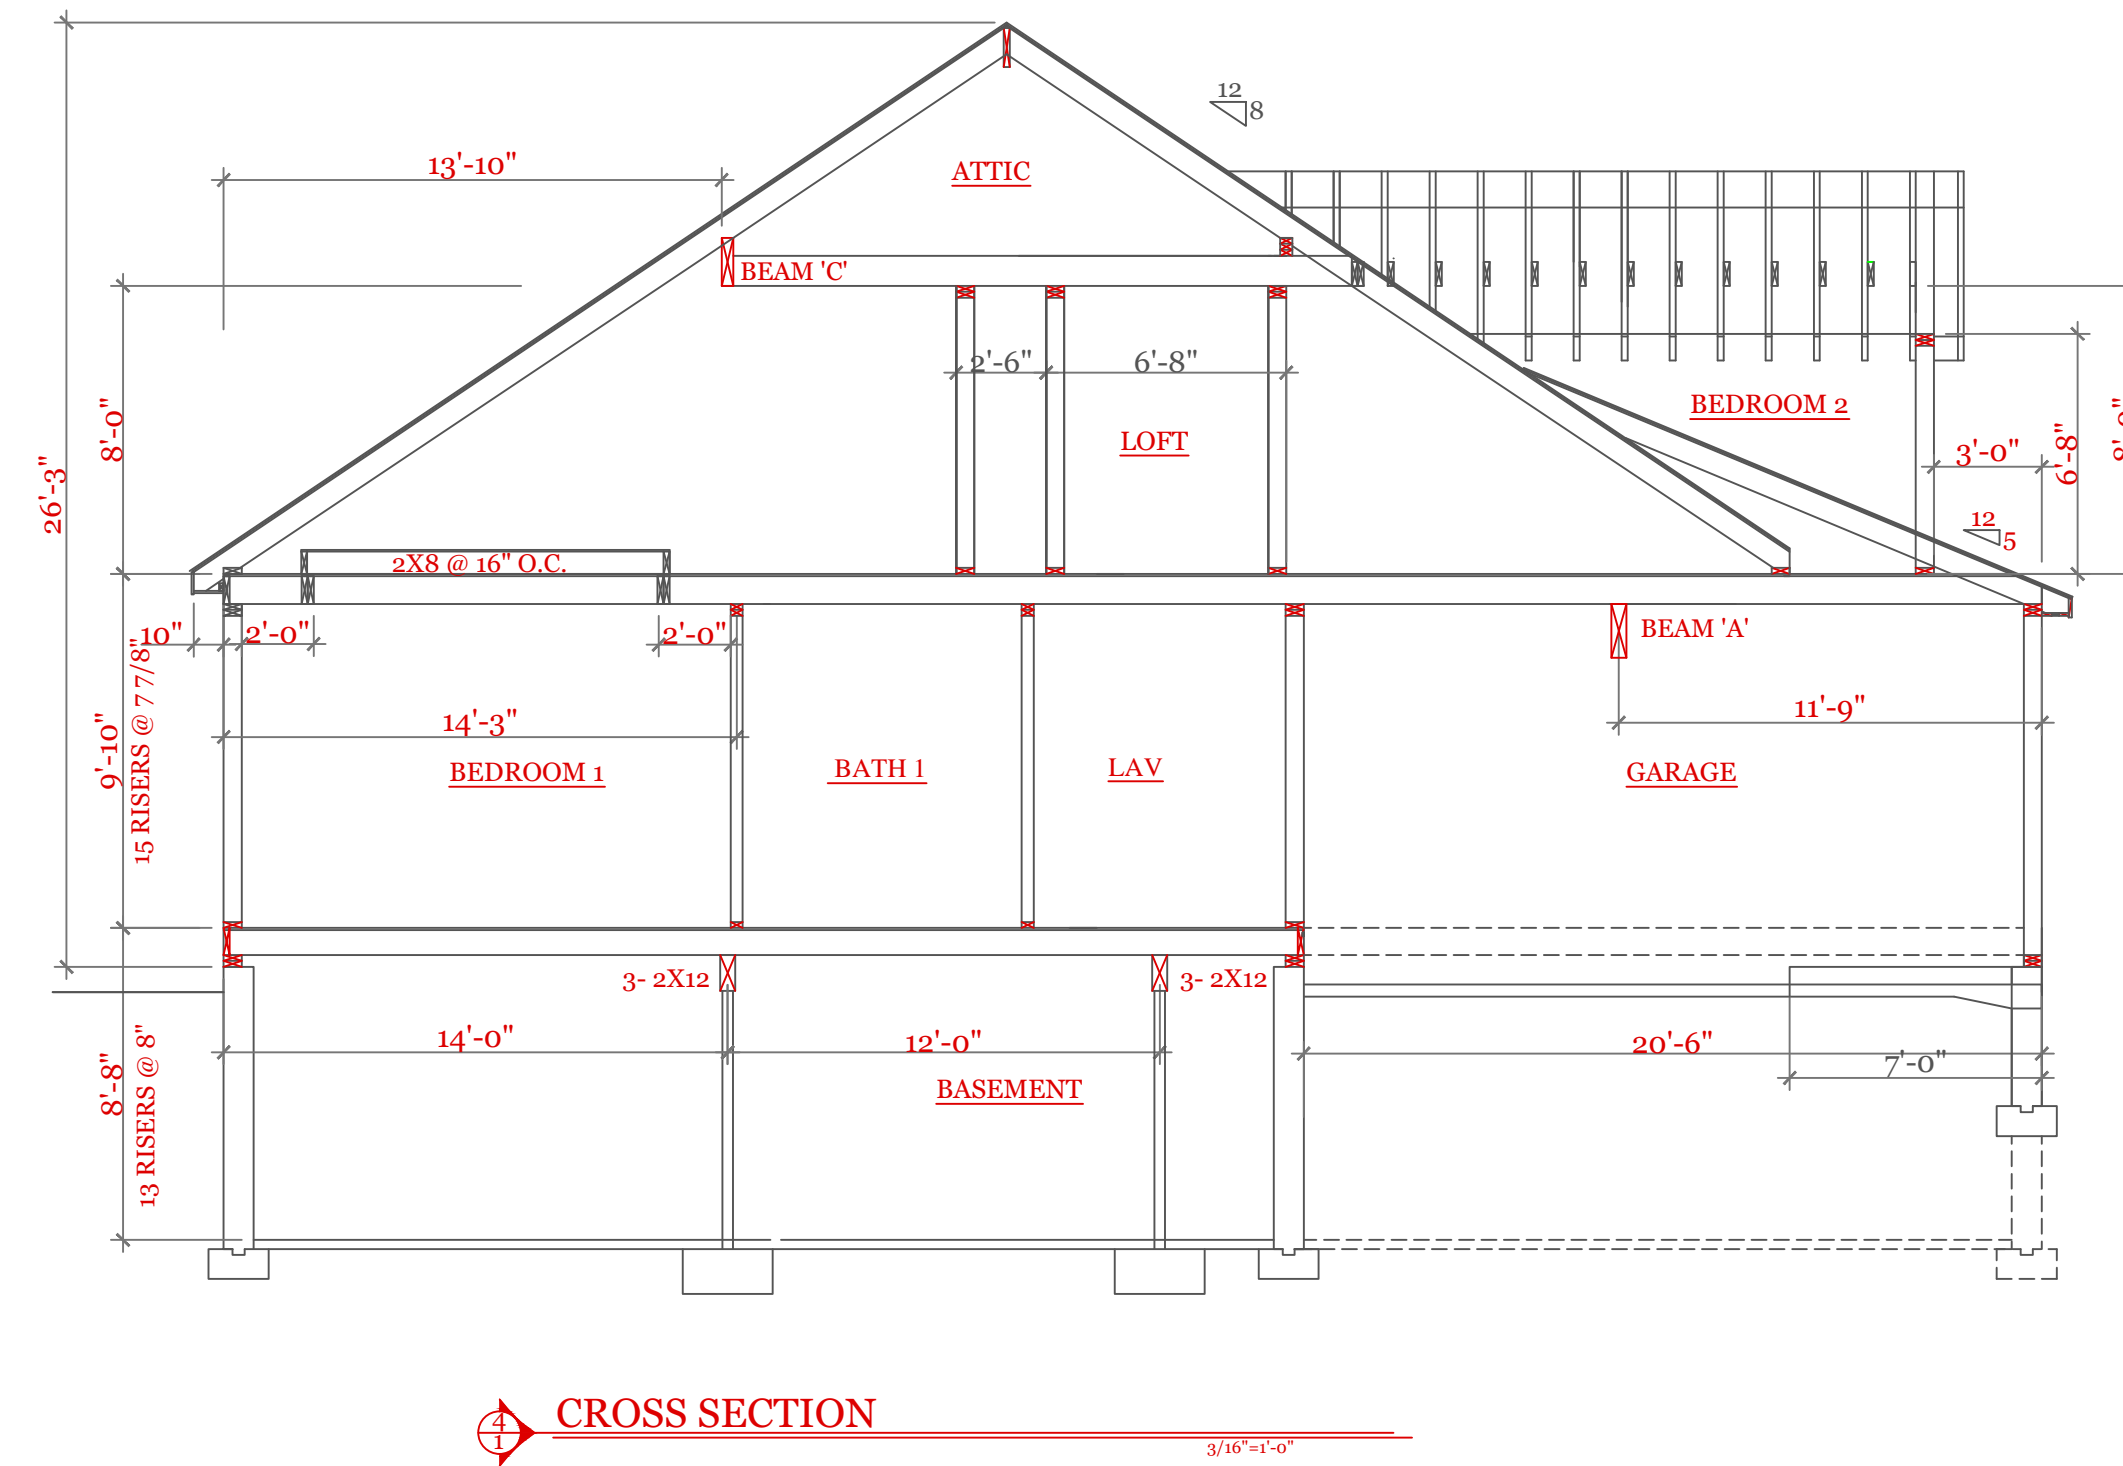 12
8
13'-10"
ATTIC
BEAM 'C'
2'-6"
6'-8"
BEDROOM 2
8'-0"
LOFT
3'-0"
6'-8"
26'-3"
12
5
2X8 @ 16" O.C.
10"
2'-0"
2'-0"
BEAM 'A'
14'-3"
11'-9"
9'-10"
15 RISERS @ 7 7/8"
BEDROOM 1
BATH 1
LAV
GARAGE
3- 2X12
3- 2X12
14'-0"
12'-0"
20'-6"
7'-0"
8'-8"
13 RISERS @ 8"
BASEMENT
4
1
CROSS SECTION
3/16"=1'-0"